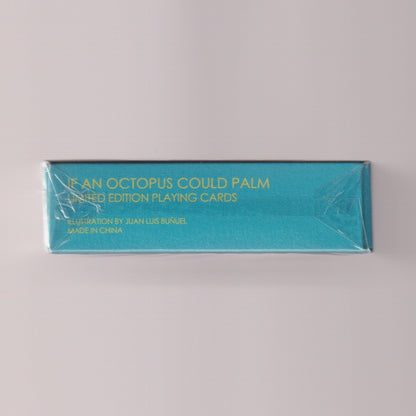 IF AN OCTOPUS COULD PALM
LIMITED EDITION PLAYING CARDS
ILLUSTRATION BY JUAN LUIS BUÑUEL
MADE IN CHINA